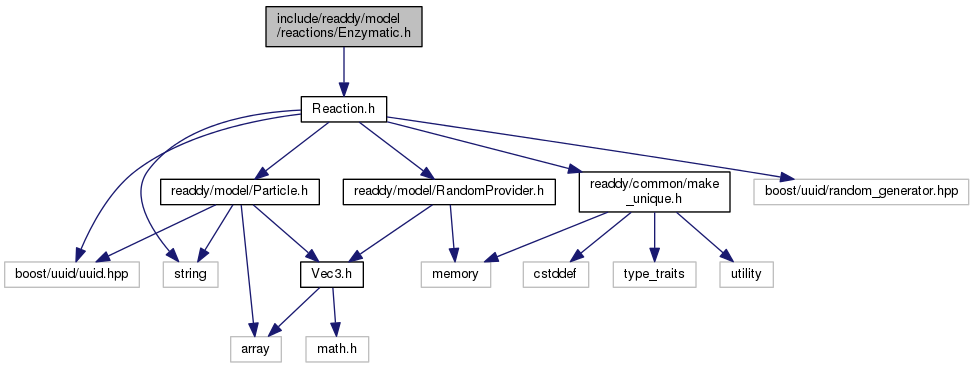 include/readdy/model
/reactions/Enzymatic.h
Reaction.h
readdy/model/Particle.h
readdy/model/RandomProvider.h
readdy/common/make
_unique.h
boost/uuid/random_generator.hpp
boost/uuid/uuid.hpp
string
Vec3.h
memory
cstddef
type_traits
utility
array
math.h